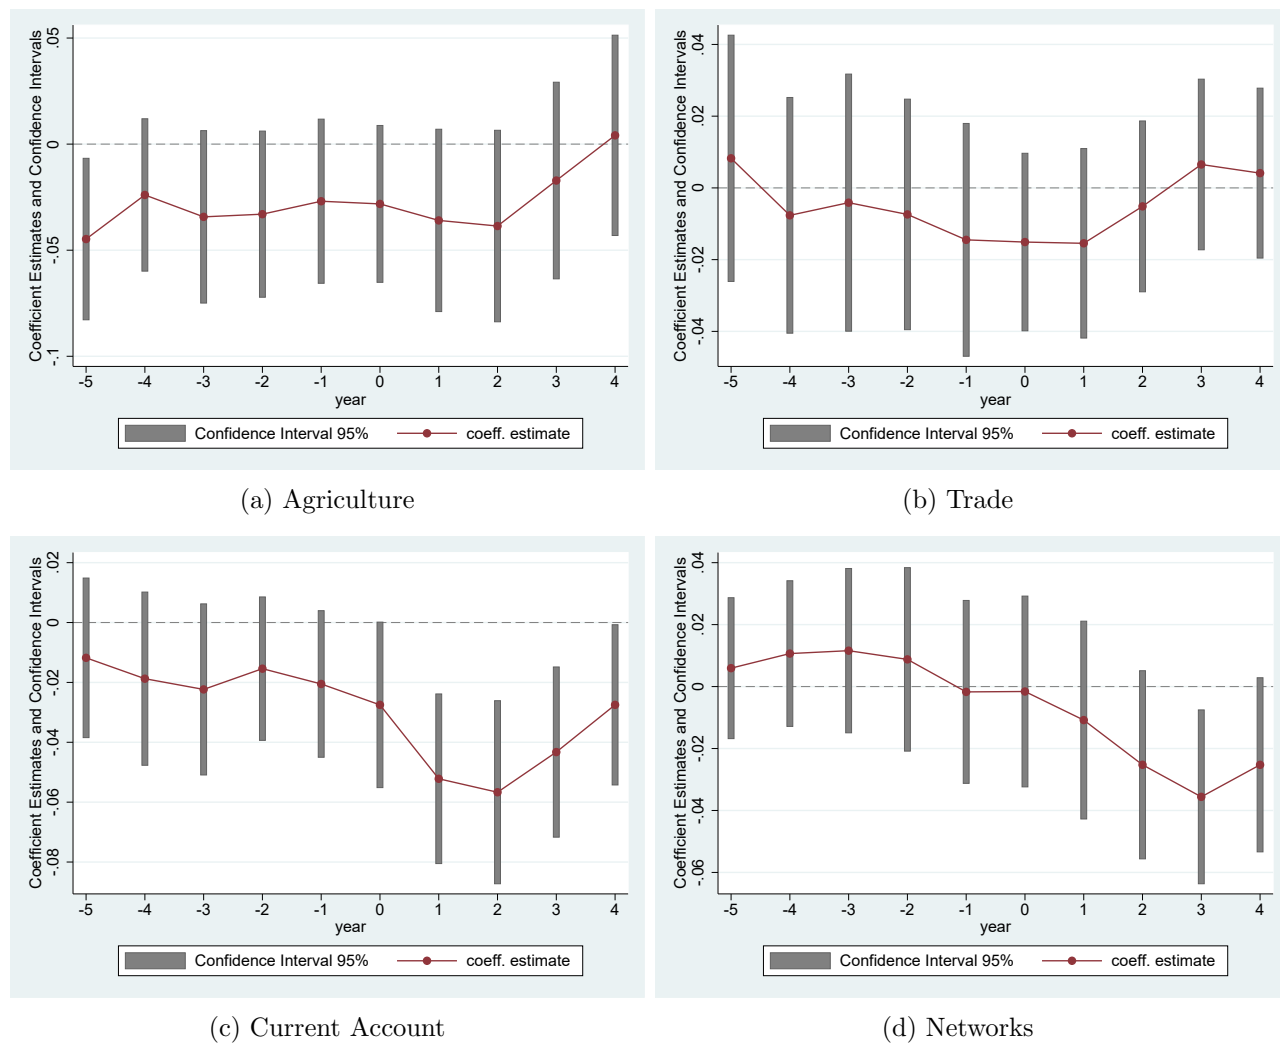 Coefficient Estimates and Confidence Intervals
.05
0
-.05
-.1
-5 -4 -3 -2 -1 0 1 2 3 4
year
Confidence Interval 95% coeff. estimate
(a) Agriculture
Coefficient Estimates and Confidence Intervals
.04
.02
0
-.02
-.04
-5 -4 -3 -2 -1 0 1 2 3 4
year
Confidence Interval 95% coeff. estimate
(b) Trade
Coefficient Estimates and Confidence Intervals
.02
0
-.02
-.04
-.06
-.08
-5 -4 -3 -2 -1 0 1 2 3 4
year
Confidence Interval 95% coeff. estimate
(c) Current Account
Coefficient Estimates and Confidence Intervals
.04
.02
0
-.02
-.04
-.06
-5 -4 -3 -2 -1 0 1 2 3 4
year
Confidence Interval 95% coeff. estimate
(d) Networks